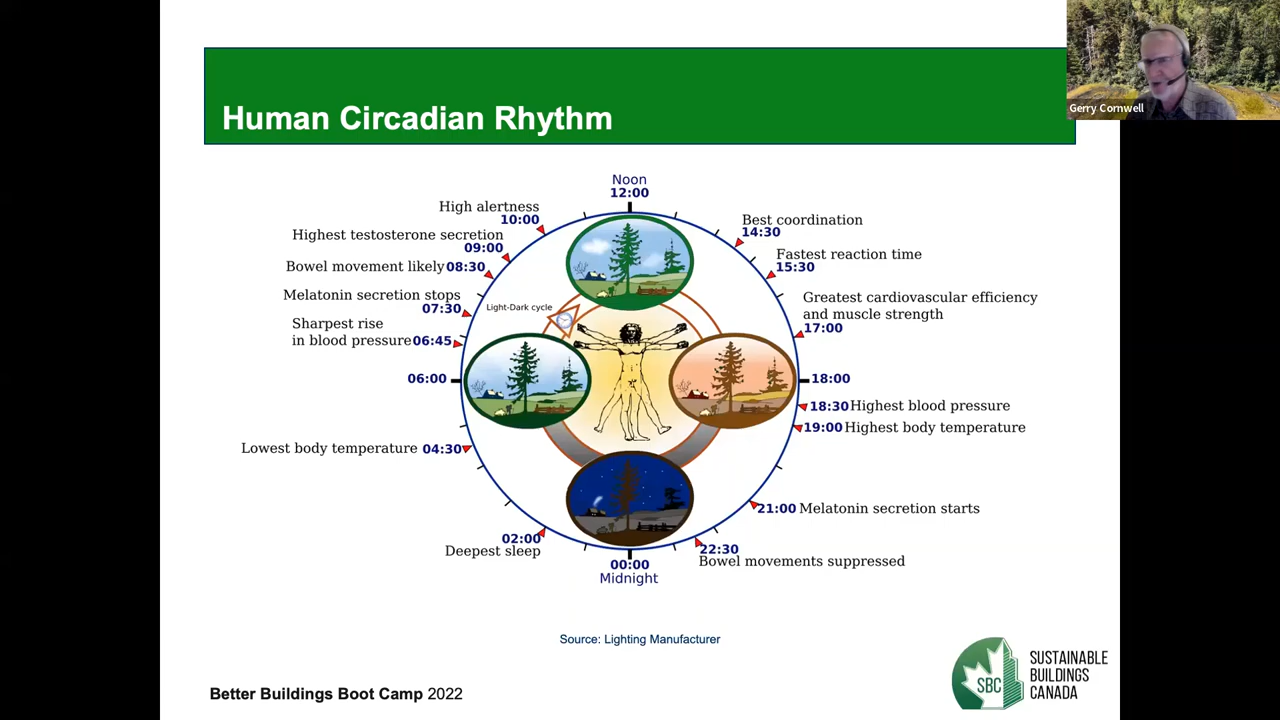 Human Circadian Rhythm
Gerry Cornwell
Noon
12:00
High alertness
10:00
Highest testosterone secretion
09:00
Bowel movement likely 08:30
Melatonin secretion stops
07:30
Sharpest rise
in blood pressure 06:45
06:00
Lowest body temperature 04:30
02:00
Deepest sleep
00:00
Midnight
Light-Dark cycle
Best coordination
14:30
Fastest reaction time
15:30
Greatest cardiovascular efficiency
and muscle strength
17:00
18:00
18:30 Highest blood pressure
19:00 Highest body temperature
21:00 Melatonin secretion starts
22:30
Bowel movements suppressed
Source: Lighting Manufacturer
Better Buildings Boot Camp 2022
SBC
SUSTAINABLE
BUILDINGS
CANADA